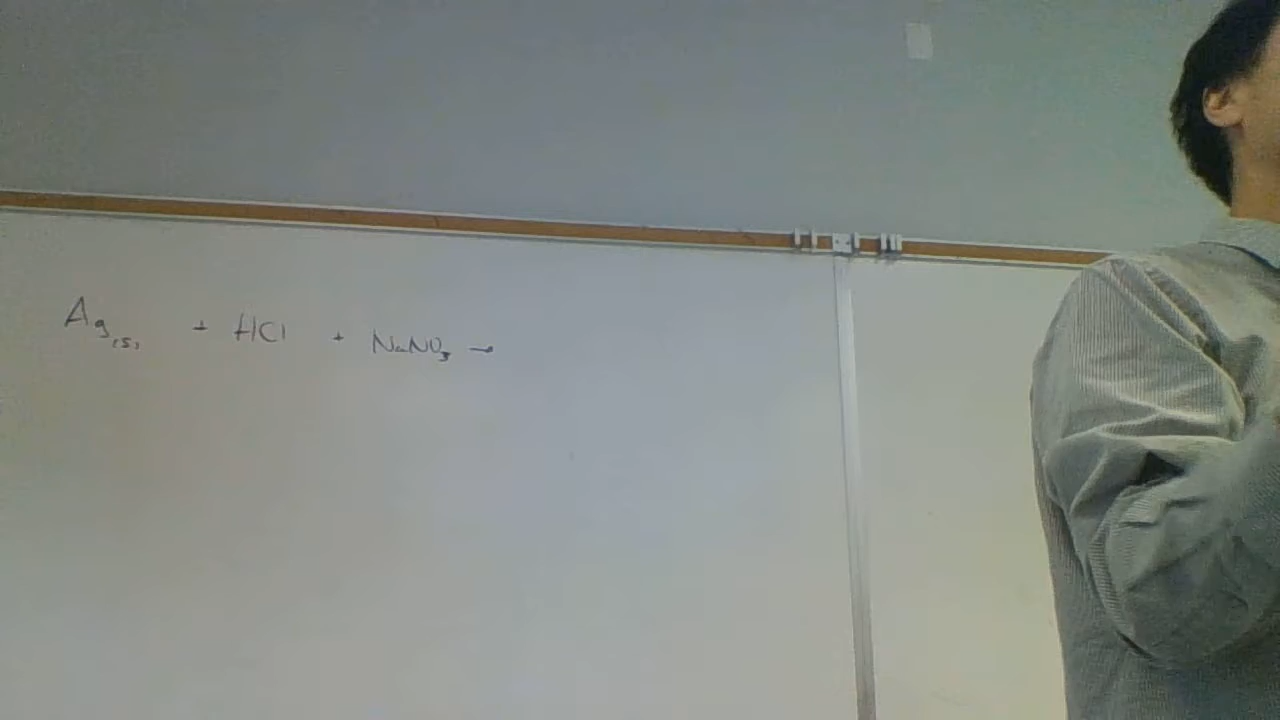 Ag(s) + HCl + NaNO3 →